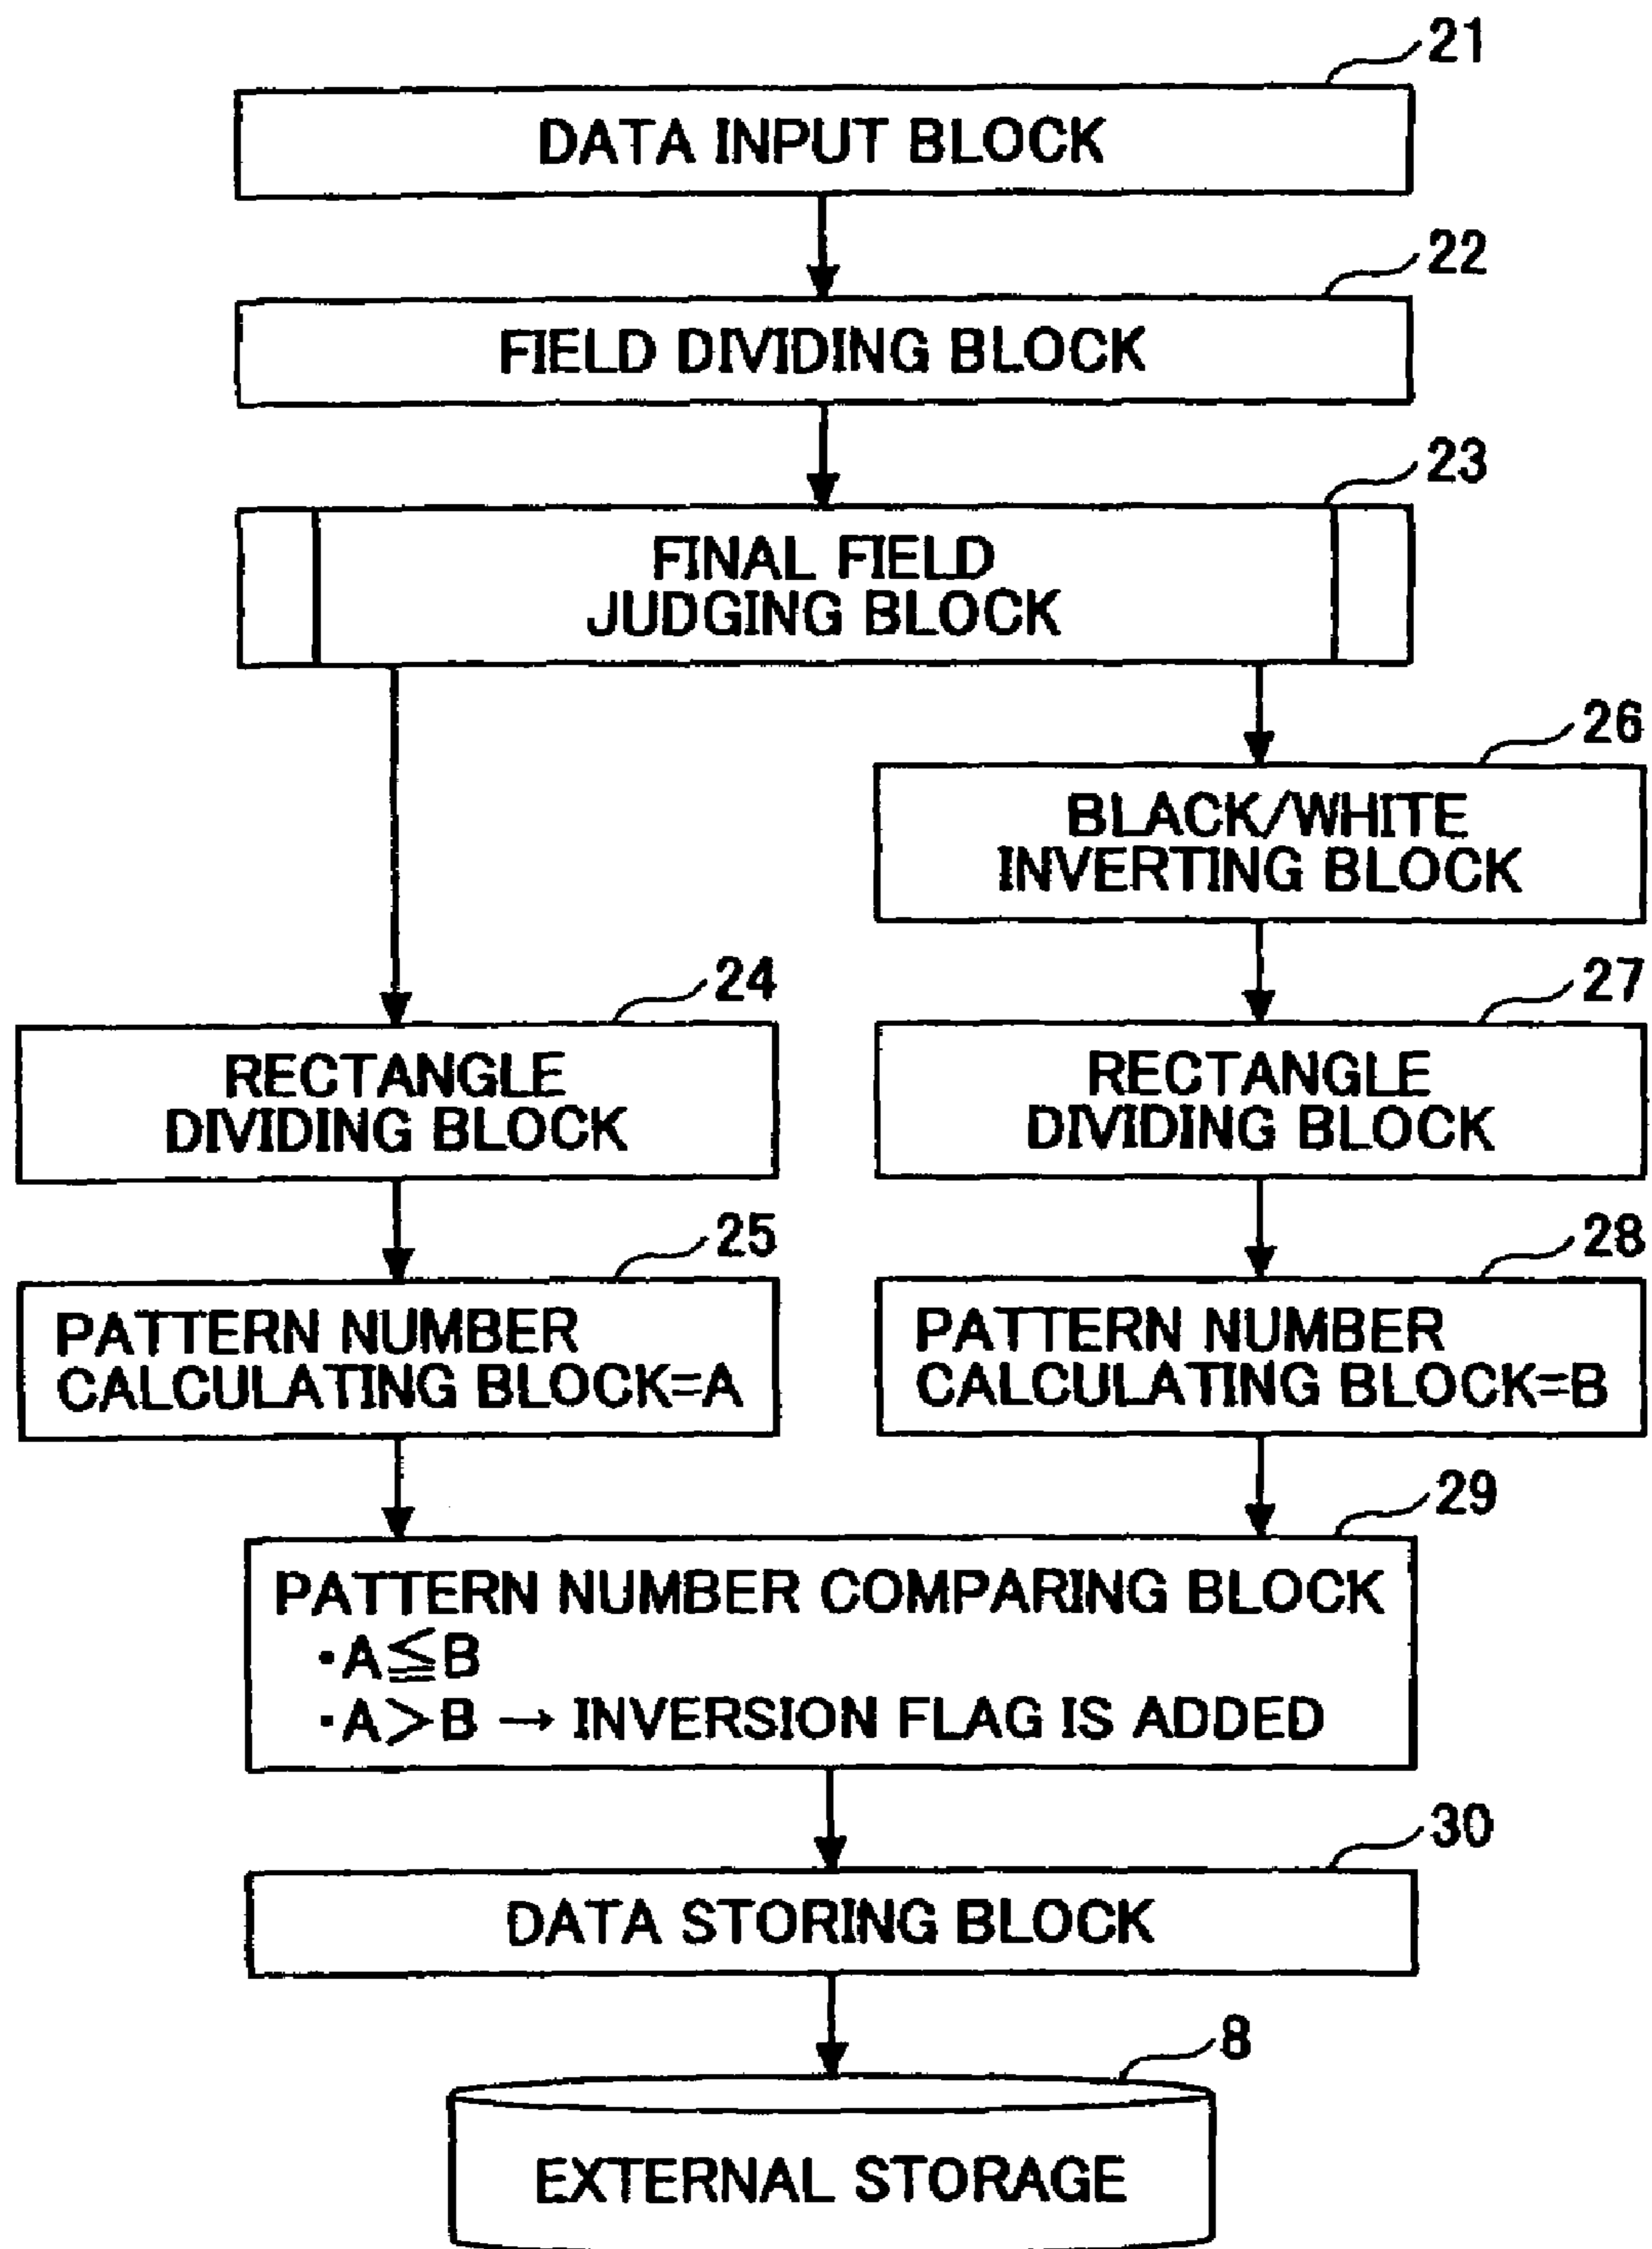 21
DATA INPUT BLOCK
22
FIELD DIVIDING BLOCK
23
FINAL FIELD
JUDGING BLOCK
26
BLACK/WHITE
INVERTING BLOCK
24
RECTANGLE
DIVIDING BLOCK
27
RECTANGLE
DIVIDING BLOCK
25
PATTERN NUMBER
CALCULATING BLOCK=A
28
PATTERN NUMBER
CALCULATING BLOCK=B
29
PATTERN NUMBER COMPARING BLOCK
・A≦B
・A>B → INVERSION FLAG IS ADDED
30
DATA STORING BLOCK
8
EXTERNAL STORAGE